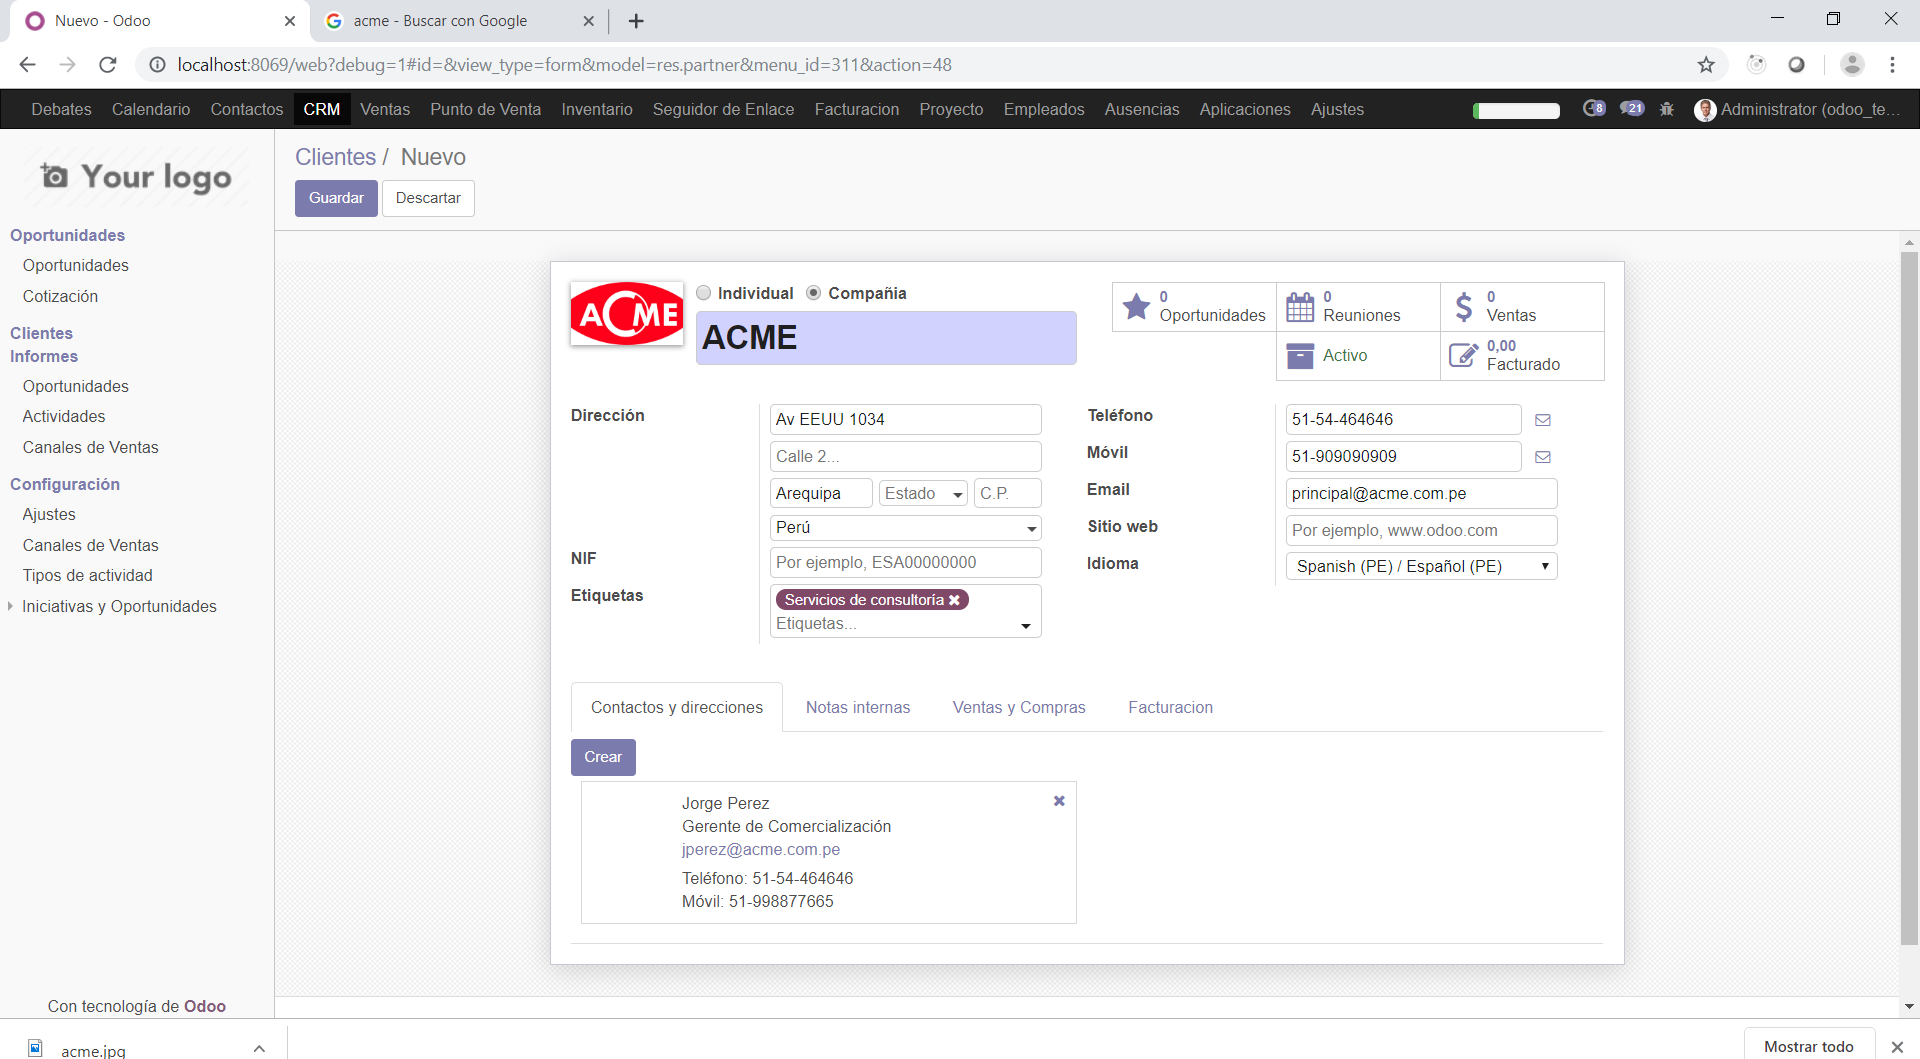 Nuevo - Odoo
acme - Buscar con Google
localhost:8069/web?debug=1#id=&view_type=form&model=res.partner&menu_id=311&action=48
Debates Calendario Contactos CRM Ventas Punto de Venta Inventario Seguidor de Enlace Facturacion Proyecto Empleados Ausencias Aplicaciones Ajustes 8 21 Administrator (odoo_te...
Your logo
Oportunidades
Oportunidades
Cotización
Clientes
Informes
Oportunidades
Actividades
Canales de Ventas
Configuración
Ajustes
Canales de Ventas
Tipos de actividad
Iniciativas y Oportunidades
Con tecnología de Odoo
Clientes / Nuevo
Guardar Descartar
ACME
Individual Compañia
ACME
0
Oportunidades
0
Reuniones
0
Ventas
Activo
0,00
Facturado
Dirección
Av EEUU 1034
Calle 2...
Arequipa Estado C.P.
Perú
NIF
Por ejemplo, ESA00000000
Etiquetas
Servicios de consultoría
Etiquetas...
Teléfono
51-54-464646
Móvil
51-909090909
Email
principal@acme.com.pe
Sitio web
Por ejemplo, www.odoo.com
Idioma
Spanish (PE) / Español (PE)
Contactos y direcciones Notas internas Ventas y Compras Facturacion
Crear
Jorge Perez
Gerente de Comercialización
jperez@acme.com.pe
Teléfono: 51-54-464646
Móvil: 51-998877665
acme.jpg
Mostrar todo